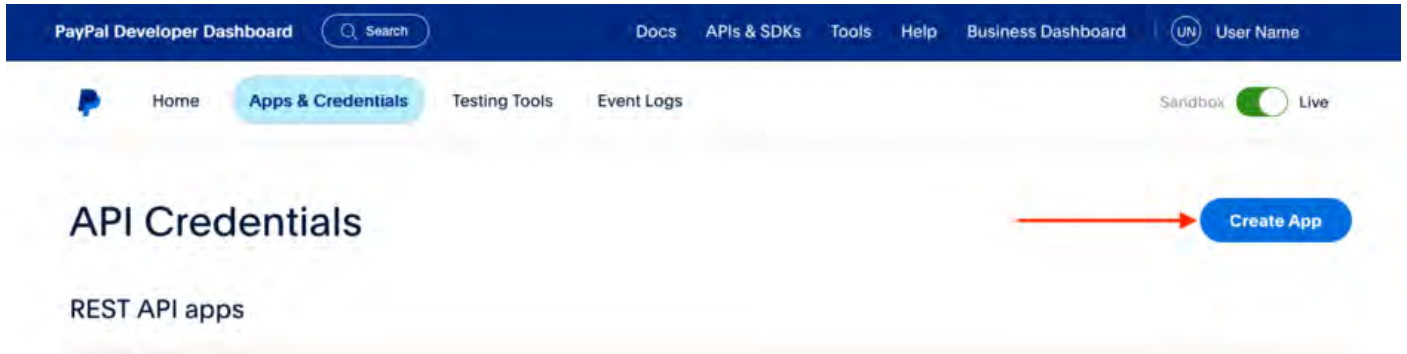 PayPal Developer Dashboard Search Docs APIs & SDKs Tools Help Business Dashboard UN User Name
Home Apps & Credentials Testing Tools Event Logs Sandbox Live
API Credentials Create App
REST API apps